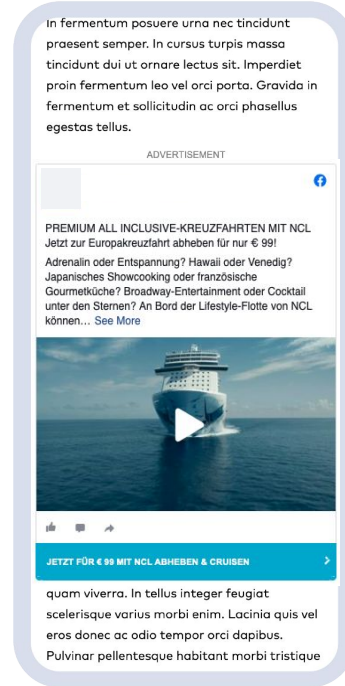 In fermentum posuere urna nec tincidunt
praesent semper. In cursus turpis massa
tincidunt dui ut ornare lectus sit. Imperdiet
proin fermentum leo vel orci porta. Gravida in
fermentum et sollicitudin ac orci phasellus
egestas tellus.
ADVERTISEMENT
PREMIUM ALL INCLUSIVE-KREUZFAHRTEN MIT NCL
Jetzt zur Europakreuzfahrt abheben für nur € 99!
Adrenalin oder Entspannung? Hawaii oder Venedig?
Japanisches Showcooking oder französische
Gourmetküche? Broadway-Entertainment oder Cocktail
unter den Sternen? An Bord der Lifestyle-Flotte von NCL
können... See More
JETZT FÜR € 99 MIT NCL ABHEBEN & CRUISEN
quam viverra. In tellus integer feugiat
scelerisque varius morbi enim. Lacinia quis vel
eros donec ac odio tempor orci dapibus.
Pulvinar pellentesque habitant morbi tristique